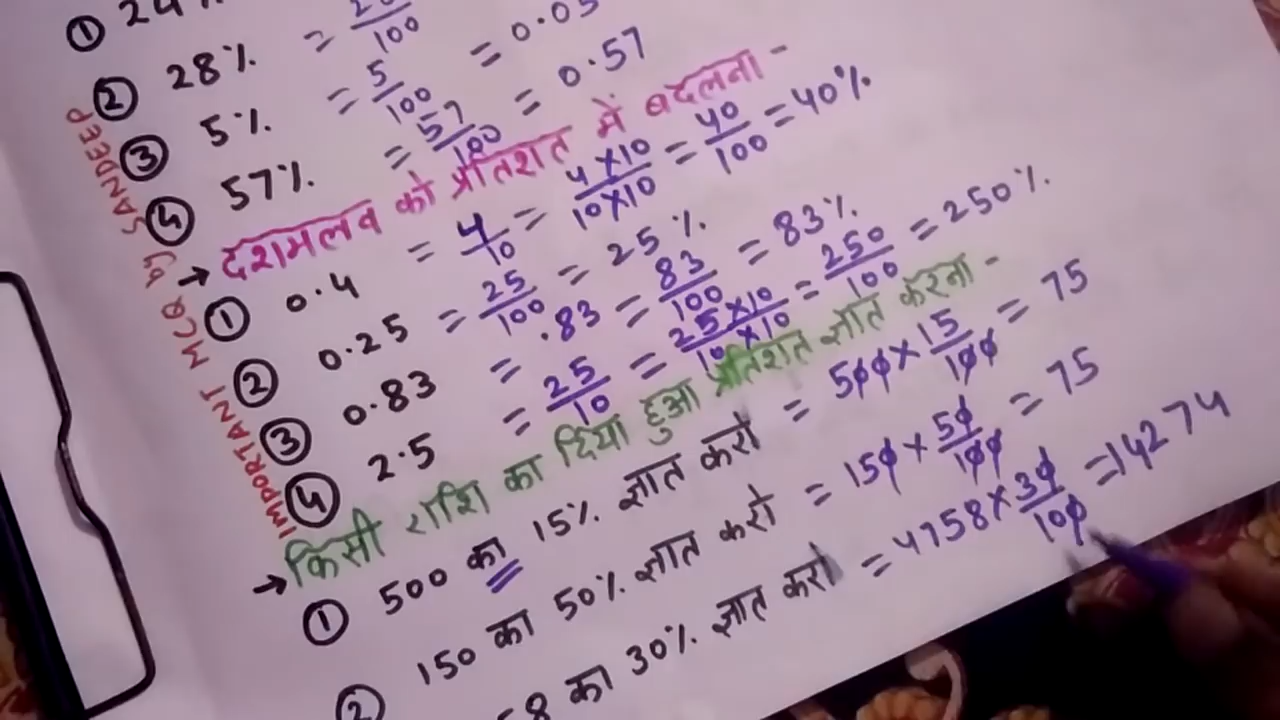 ① 24%
② 28% = 28/100
③ 5% = 5/100 = 0.05
④ 57% = 57/100 = 0.57
→ दशमलव को प्रतिशत में बदलना -
① 0.4 = 4/10 = 4×10/10×10 = 40/100 = 40%
② 0.25 = 25/100 = 25%
③ 0.83 = .83 = 83/100 = 83%
④ 2.5 = 25/10 = 25×10/10×10 = 250/100 = 250%
→ किसी राशि का दिया हुआ प्रतिशत ज्ञात करना -
① 500 का 15% ज्ञात करो = 500 × 15/100 = 75
② 150 का 50% ज्ञात करो = 150 × 50/100 = 75
58 का 30% ज्ञात करो = 4758 × 30/100 = 14274
IMPORTANT MCQ BY SANDEEP